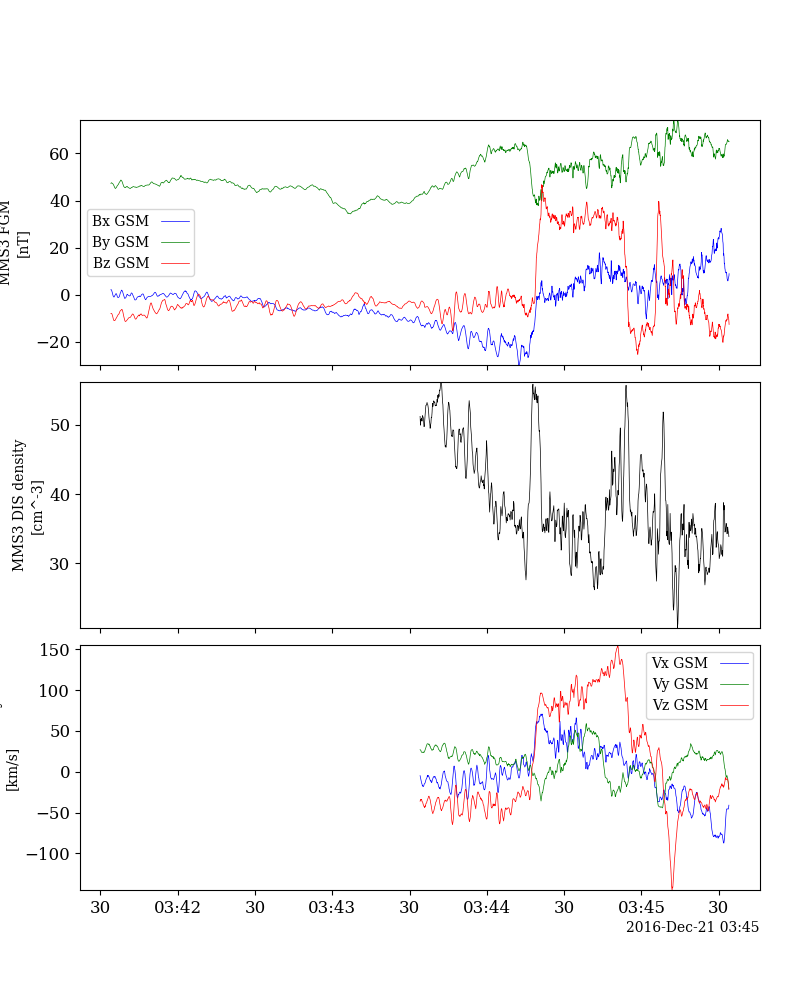 60
40
20
0
−20
MMS3 FGM
[nT]
Bx GSM
By GSM
Bz GSM
50
40
30
MMS3 DIS density
[cm^-3]
150
100
50
0
−50
−100
[km/s]
Vx GSM
Vy GSM
Vz GSM
30 03:42 30 03:43 30 03:44 30 03:45 30
2016-Dec-21 03:45